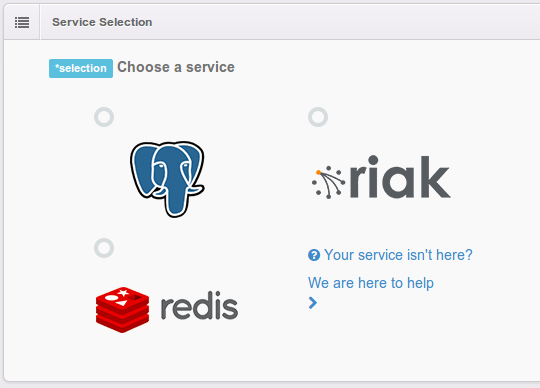 Service Selection
*selection Choose a service
riak
redis
Your service isn't here?
We are here to help